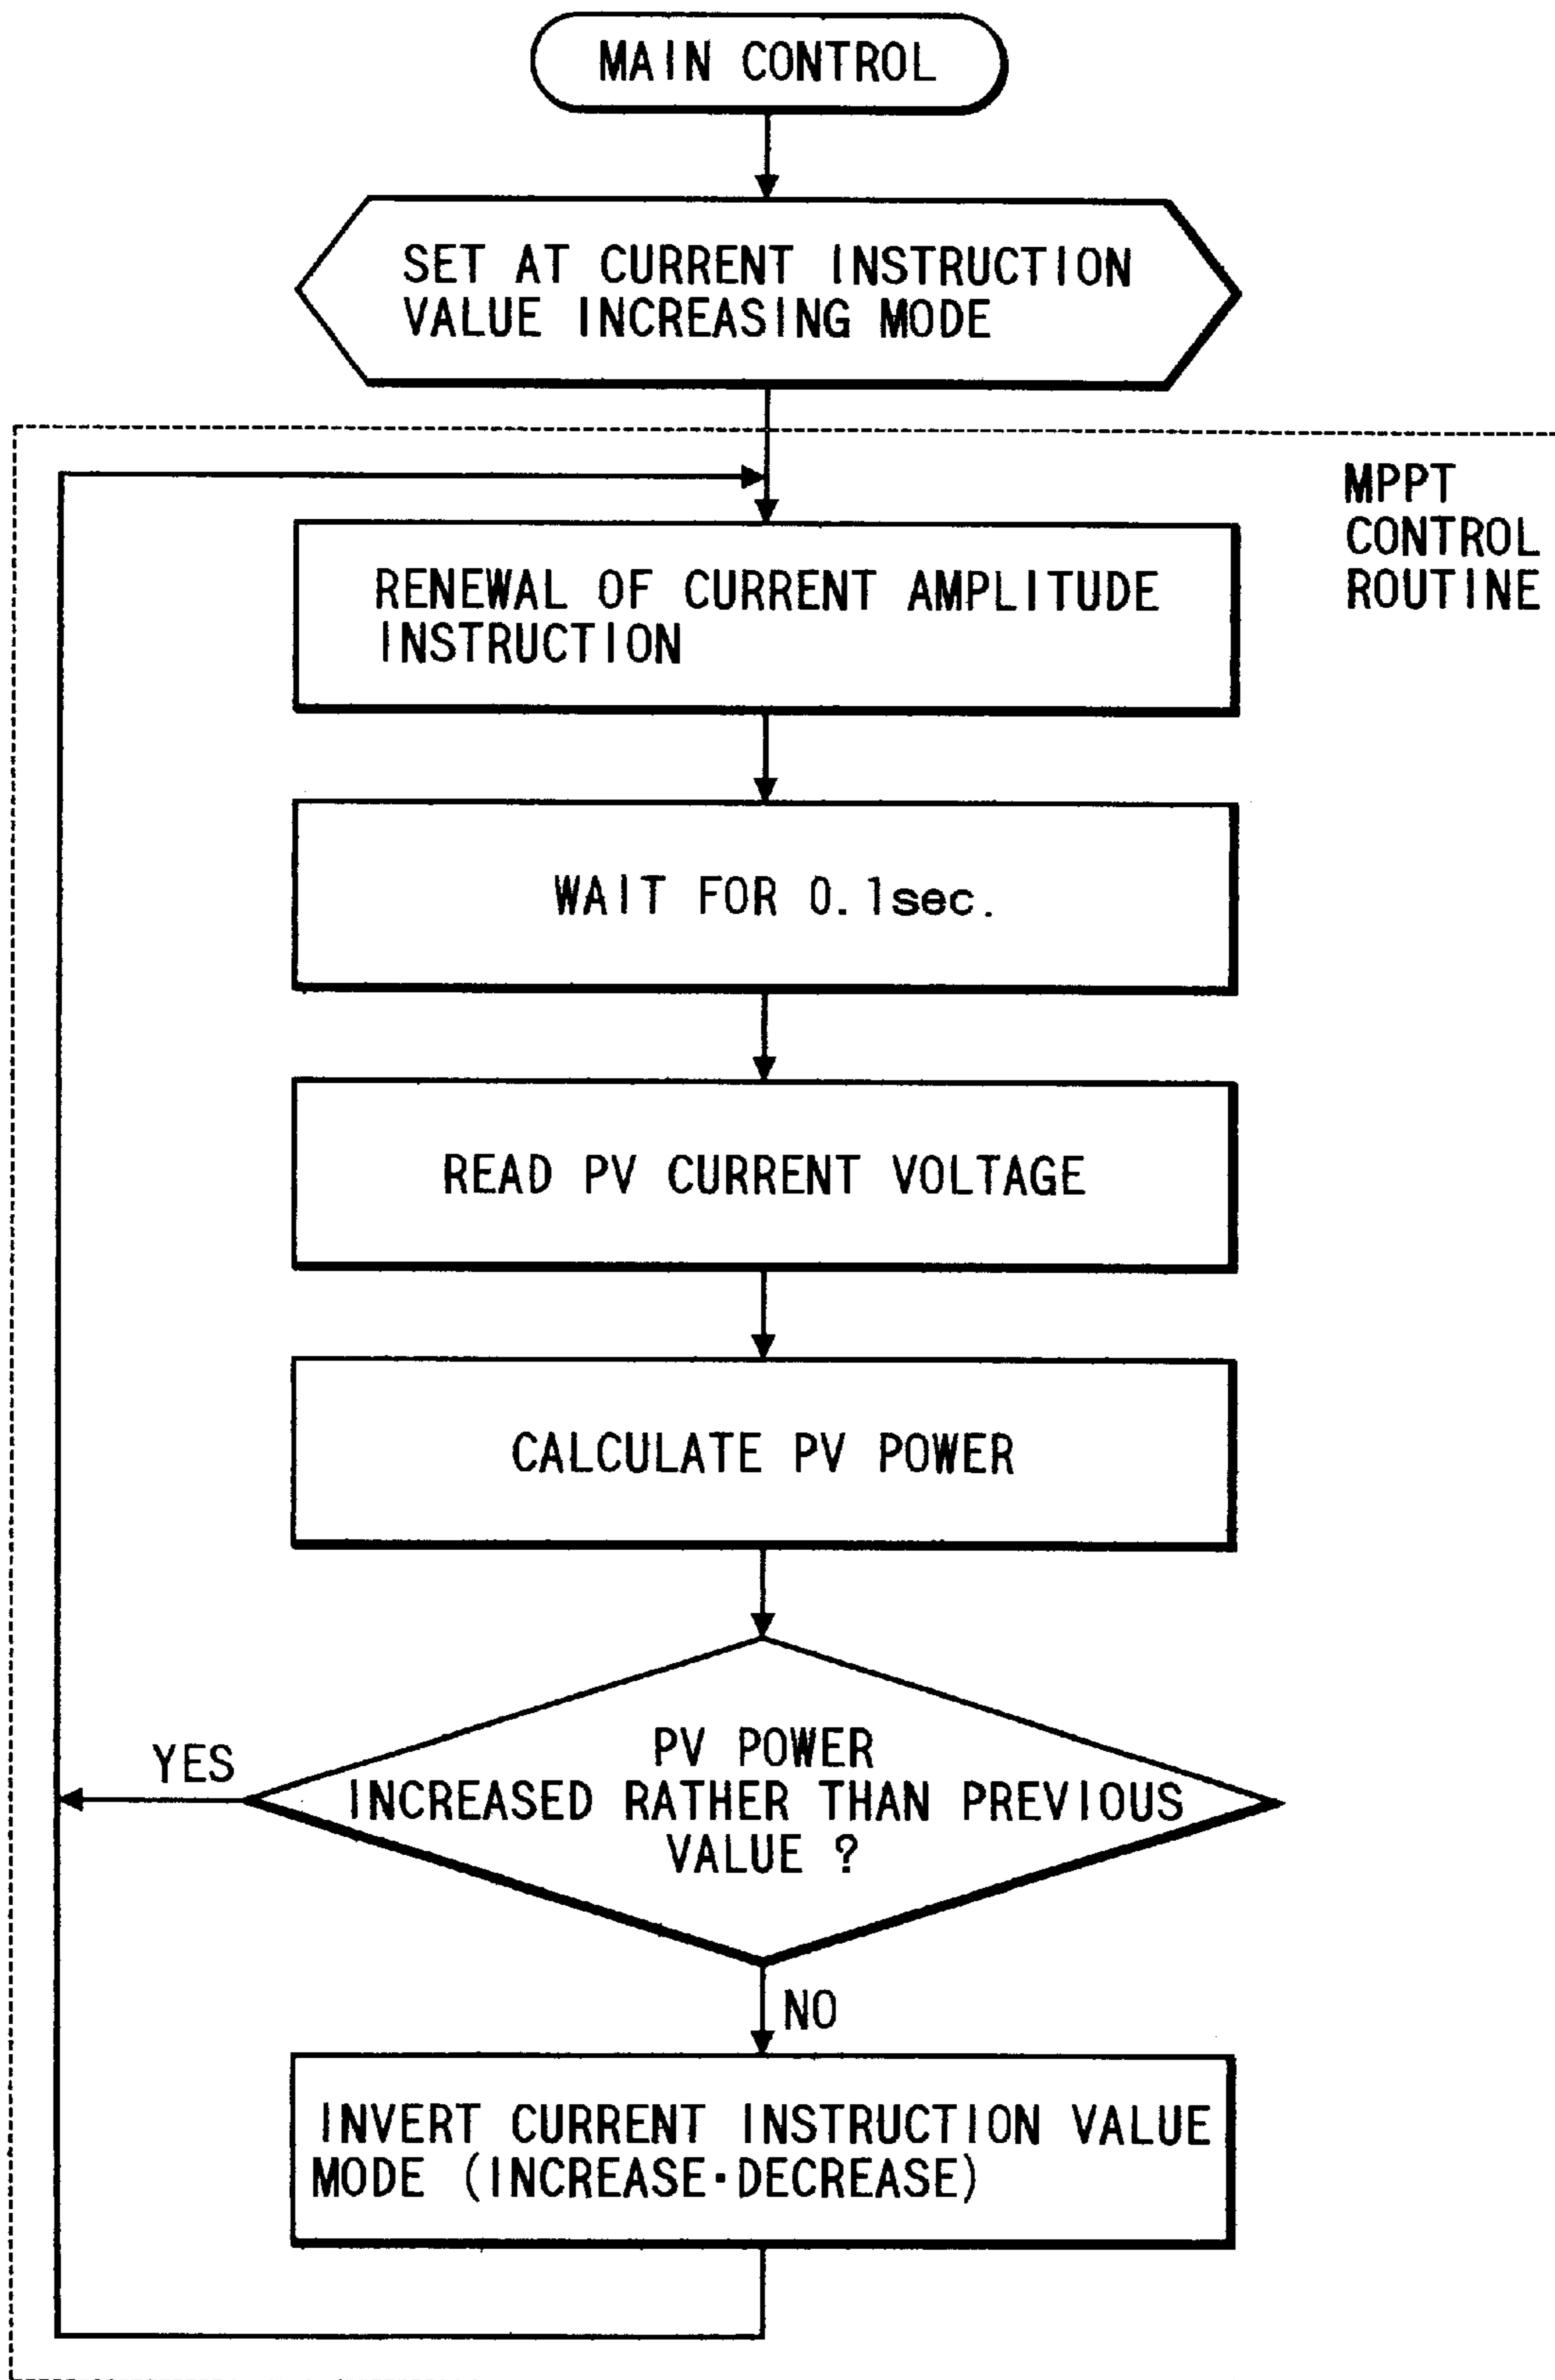 MAIN CONTROL
SET AT CURRENT INSTRUCTION
VALUE INCREASING MODE
MPPT
CONTROL
ROUTINE
RENEWAL OF CURRENT AMPLITUDE
INSTRUCTION
WAIT FOR 0.1sec.
READ PV CURRENT VOLTAGE
CALCULATE PV POWER
PV POWER
INCREASED RATHER THAN PREVIOUS
VALUE ?
YES
NO
INVERT CURRENT INSTRUCTION VALUE
MODE (INCREASE·DECREASE)